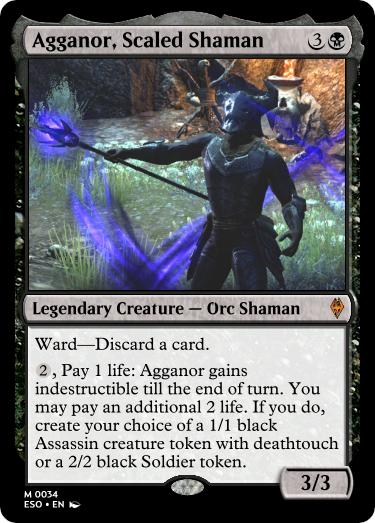 Agganor, Scaled Shaman 3
Legendary Creature — Orc Shaman
Ward—Discard a card.
2, Pay 1 life: Agganor gains
indestructible till the end of turn. You
may pay an additional 2 life. If you do,
create your choice of a 1/1 black
Assassin creature token with deathtouch
or a 2/2 black Soldier token.
3/3
M 0034
ESO • EN